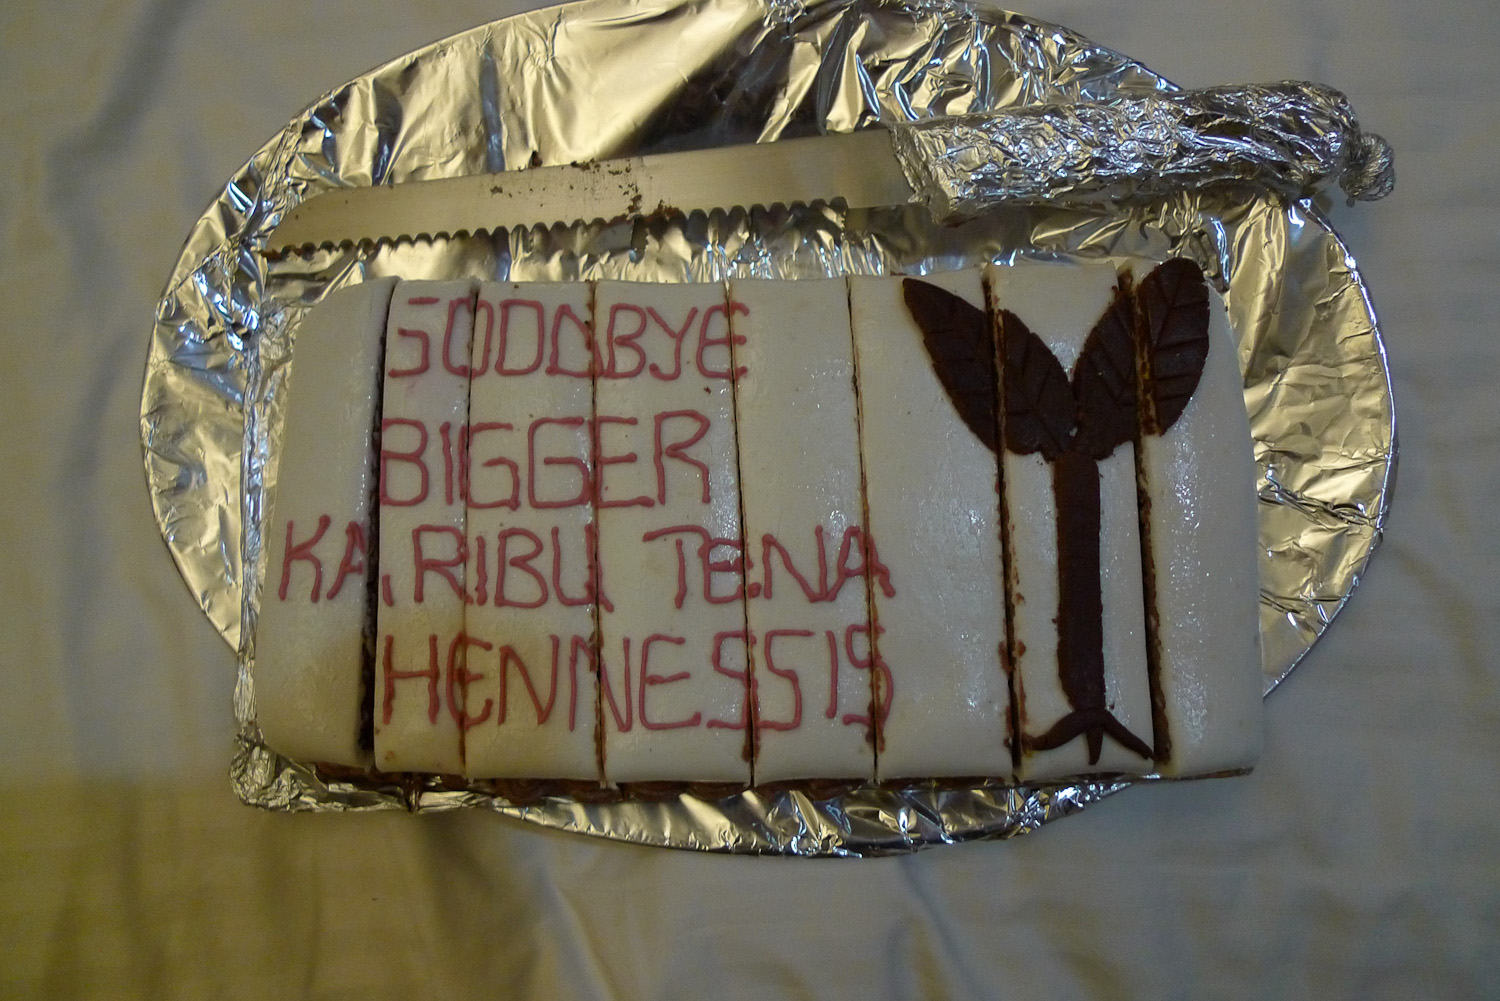 GOODBYE
BIGGER
KARIBU TENA
HENNESSIS